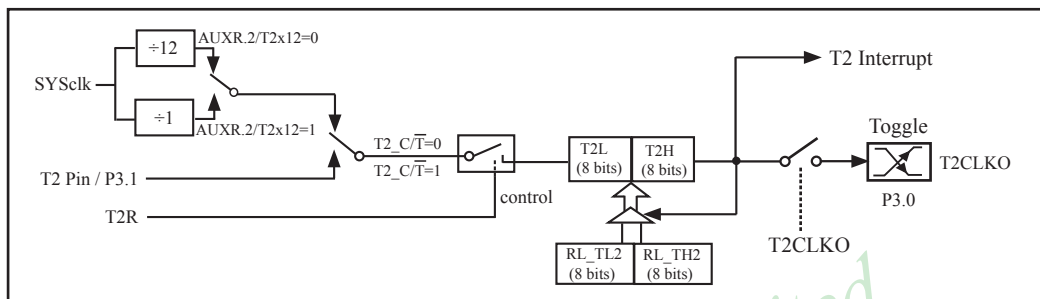 ÷12
AUXR.2/T2x12=0
SYSclk
÷1
AUXR.2/T2x12=1
T2 Pin / P3.1
T2R
T2_C/T̅=0
T2_C/T̅=1
control
T2L
(8 bits)
T2H
(8 bits)
RL_TL2
(8 bits)
RL_TH2
(8 bits)
T2 Interrupt
Toggle
T2CLKO
P3.0
T2CLKO